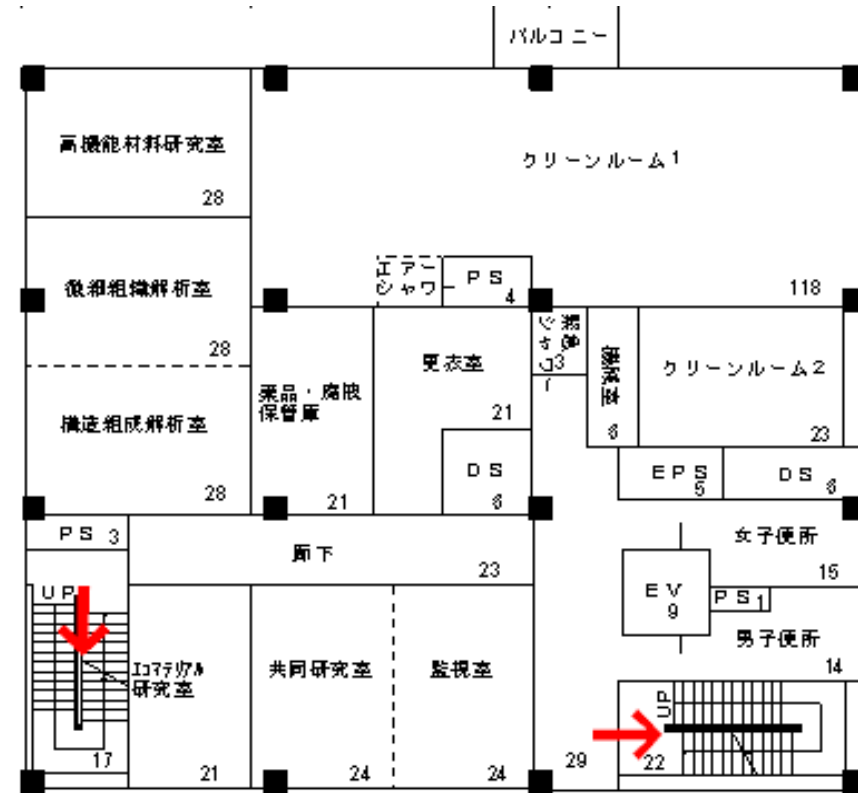 バルコニー
高機能材料研究室
28
クリーンルーム1
118
微細組織解析室
28
エアー
シャワー
PS
4
更衣室
21
薬品・廃液
保管庫
21
3
機械室
6
クリーンルーム2
23
構造組成解析室
28
DS
6
EPS
5
DS
6
PS 3
廊下
23
女子便所
15
EV
9
PS1
男子便所
14
UP
17
エコマテリアル
研究室
21
共同研究室
24
監視室
24
29
UP
22